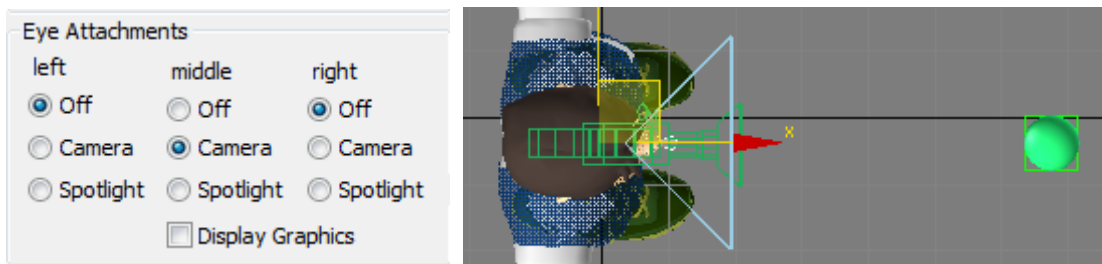 Eye Attachments
left middle right
Off Off Off
Camera Camera Camera
Spotlight Spotlight Spotlight
Display Graphics
x